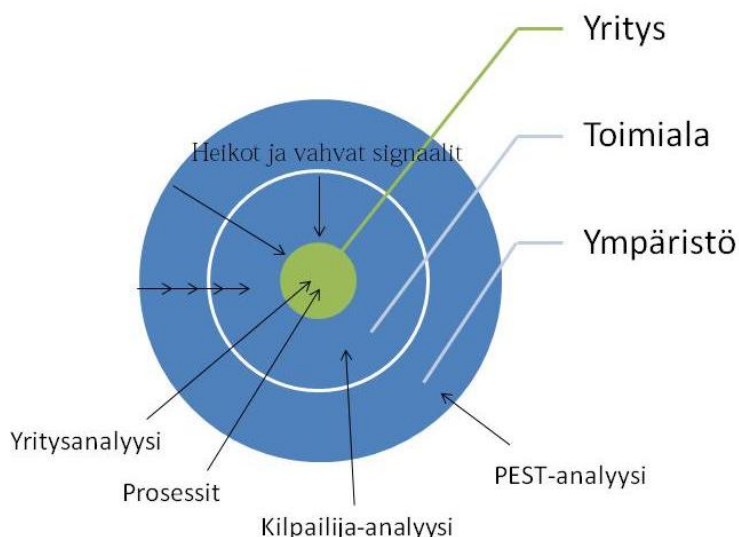 Yritys
Toimiala
Heikot ja vahvat signaalit
Ympäristö
Yritysanalyysi
PEST-analyysi
Prosessit
Kilpailija-analyysi